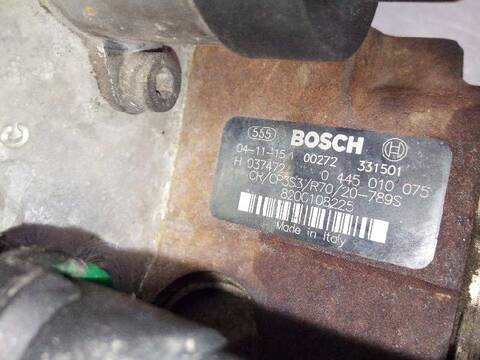 555 BOSCH
04-11-15 1 00272 331501
H 037472 0 445 010 075
CR/CP3S3/R70/20-789S
8200108225
Made in Italy